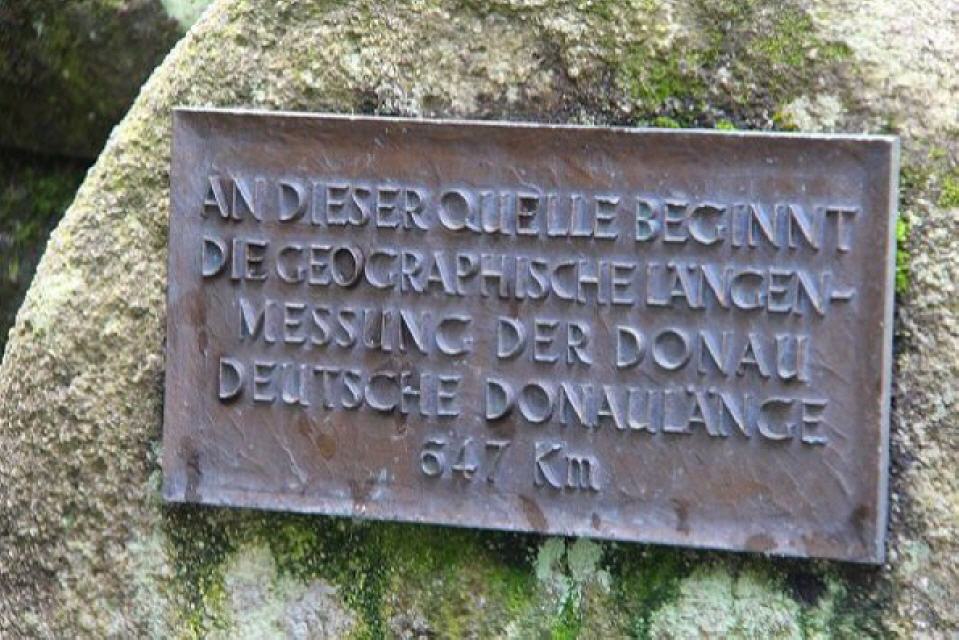 AN DIESER QUELLE BEGINNT
DIE GEOGRAPHISCHE LÄNGEN-
MESSUNG DER DONAU
DEUTSCHE DONAULÄNGE
647 Km